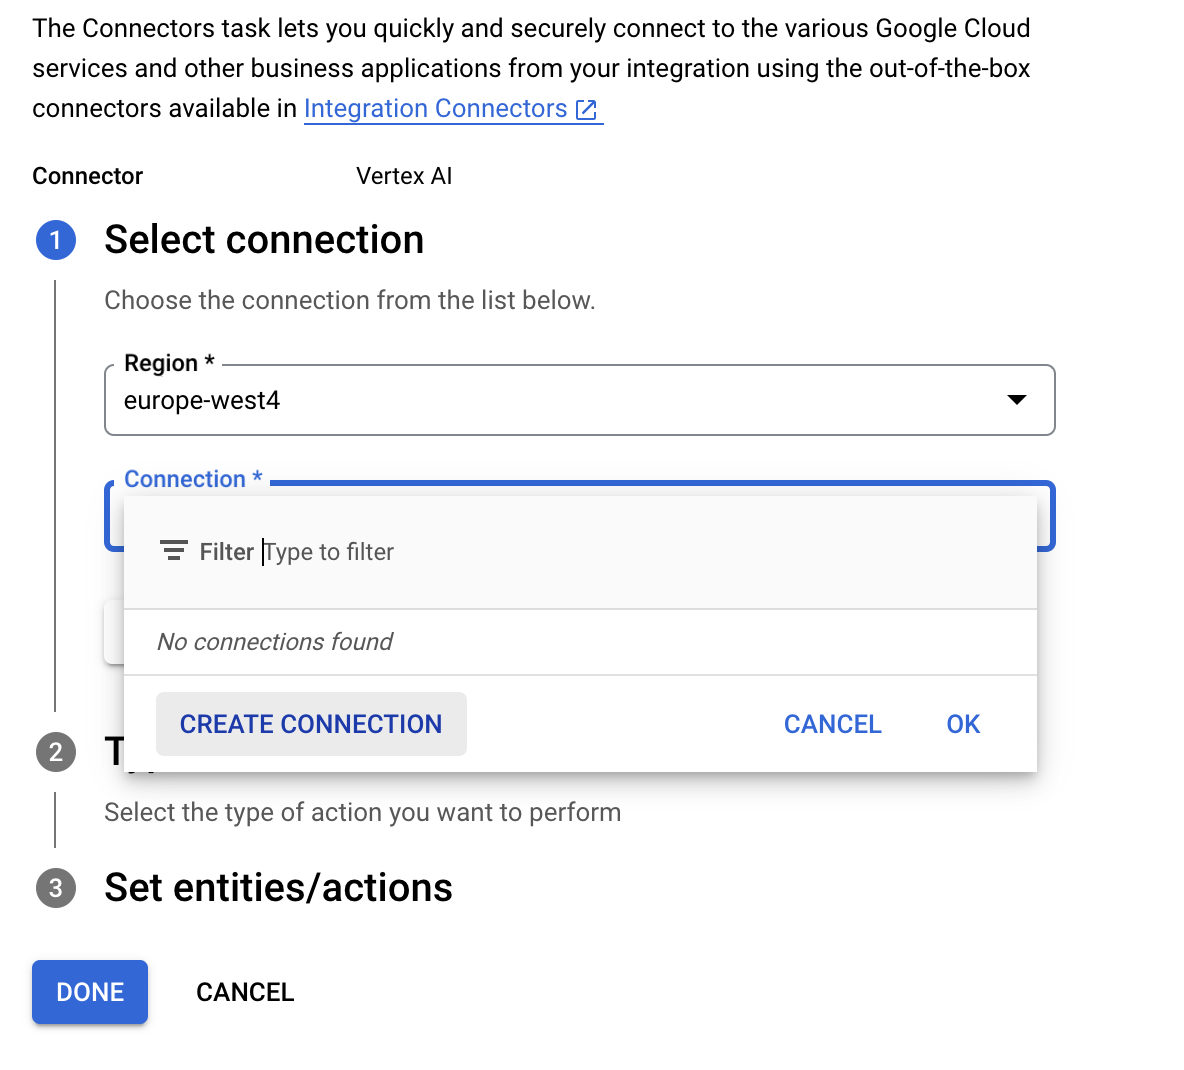 The Connectors task lets you quickly and securely connect to the various Google Cloud
services and other business applications from your integration using the out-of-the-box
connectors available in Integration Connectors
Connector Vertex AI
1 Select connection
Choose the connection from the list below.
Region *
europe-west4
Connection *
Filter Type to filter
No connections found
CREATE CONNECTION CANCEL OK
2
Select the type of action you want to perform
3 Set entities/actions
DONE CANCEL